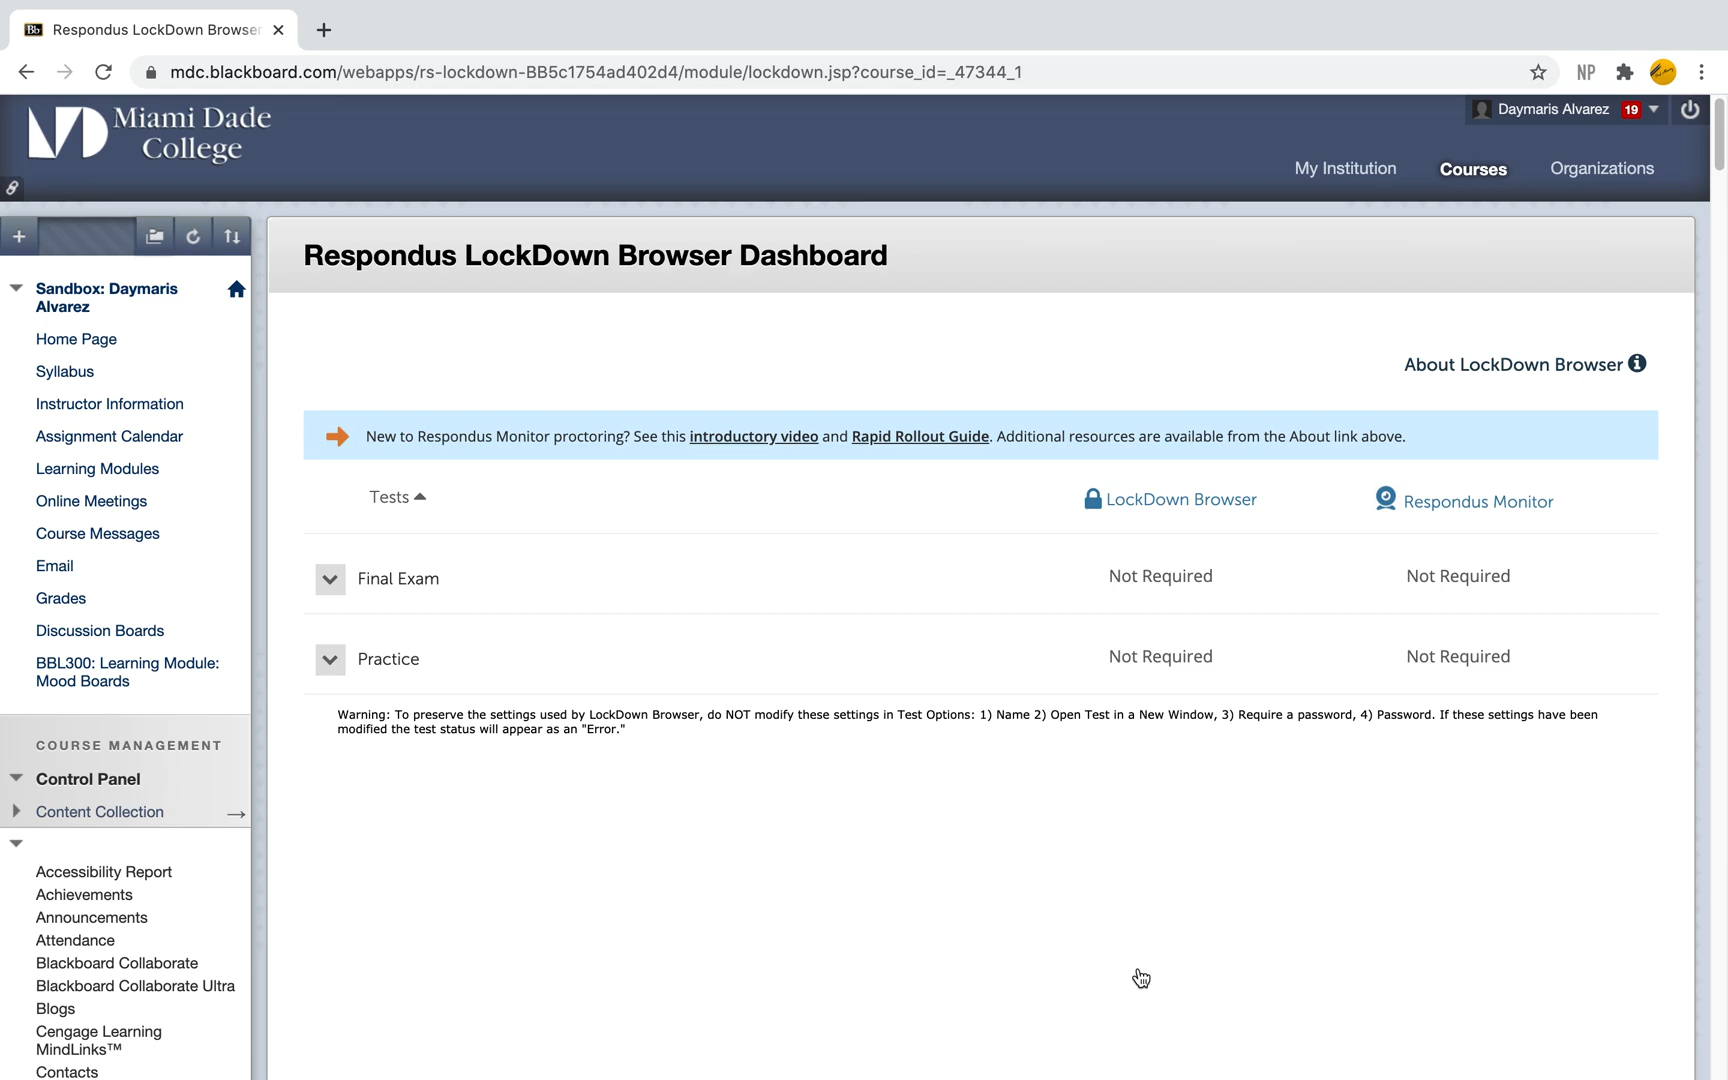 Bb Respondus LockDown Browser
mdc.blackboard.com/webapps/rs-lockdown-BB5c1754ad402d4/module/lockdown.jsp?course_id=_47344_1
NP
Miami Dade
College
Daymaris Alvarez 19
My Institution Courses Organizations
Respondus LockDown Browser Dashboard
Sandbox: Daymaris
Alvarez
Home Page
Syllabus
Instructor Information
Assignment Calendar
Learning Modules
Online Meetings
Course Messages
Email
Grades
Discussion Boards
BBL300: Learning Module:
Mood Boards
COURSE MANAGEMENT
Control Panel
Content Collection
Accessibility Report
Achievements
Announcements
Attendance
Blackboard Collaborate
Blackboard Collaborate Ultra
Blogs
Cengage Learning
MindLinks™
Contacts
About LockDown Browser
New to Respondus Monitor proctoring? See this introductory video and Rapid Rollout Guide. Additional resources are available from the About link above.
Tests LockDown Browser Respondus Monitor
Final Exam Not Required Not Required
Practice Not Required Not Required
Warning: To preserve the settings used by LockDown Browser, do NOT modify these settings in Test Options: 1) Name 2) Open Test in a New Window, 3) Require a password, 4) Password. If these settings have been
modified the test status will appear as an "Error."